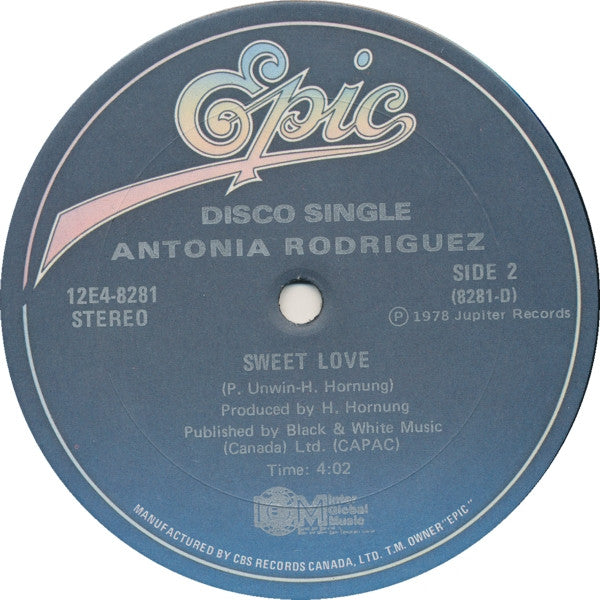 Epic
DISCO SINGLE
ANTONIA RODRIGUEZ
12E4-8281
STEREO
SIDE 2
(8281-D)
Ⓟ 1978 Jupiter Records
SWEET LOVE
(P. Unwin-H. Hornung)
Produced by H. Hornung
Published by Black & White Music
(Canada) Ltd. (CAPAC)
Time: 4:02
Inter
Global
Music
MANUFACTURED BY CBS RECORDS CANADA, LTD. T.M. OWNER "EPIC"